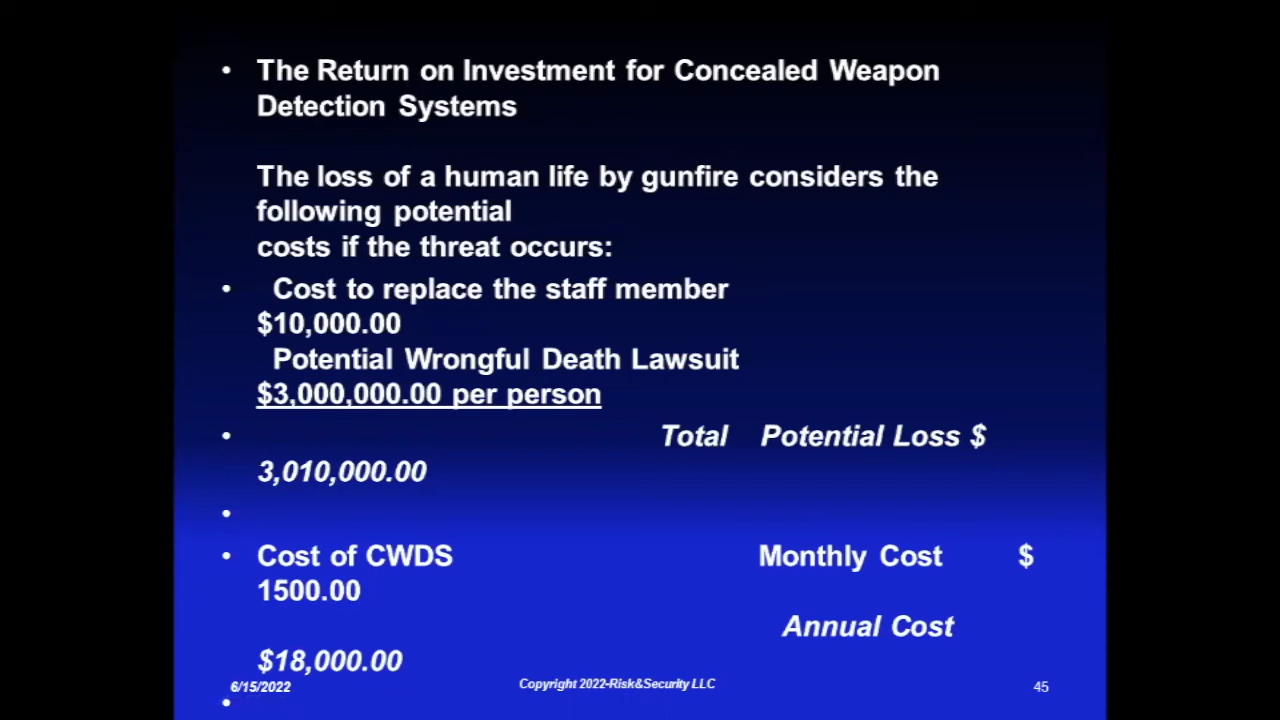 • The Return on Investment for Concealed Weapon
Detection Systems
The loss of a human life by gunfire considers the
following potential
costs if the threat occurs:
• Cost to replace the staff member
$10,000.00
Potential Wrongful Death Lawsuit
$3,000,000.00 per person
• Total Potential Loss $
3,010,000.00
•
• Cost of CWDS Monthly Cost $
1500.00
Annual Cost
$18,000.00
6/15/2022 Copyright 2022-Risk&Security LLC 45
•